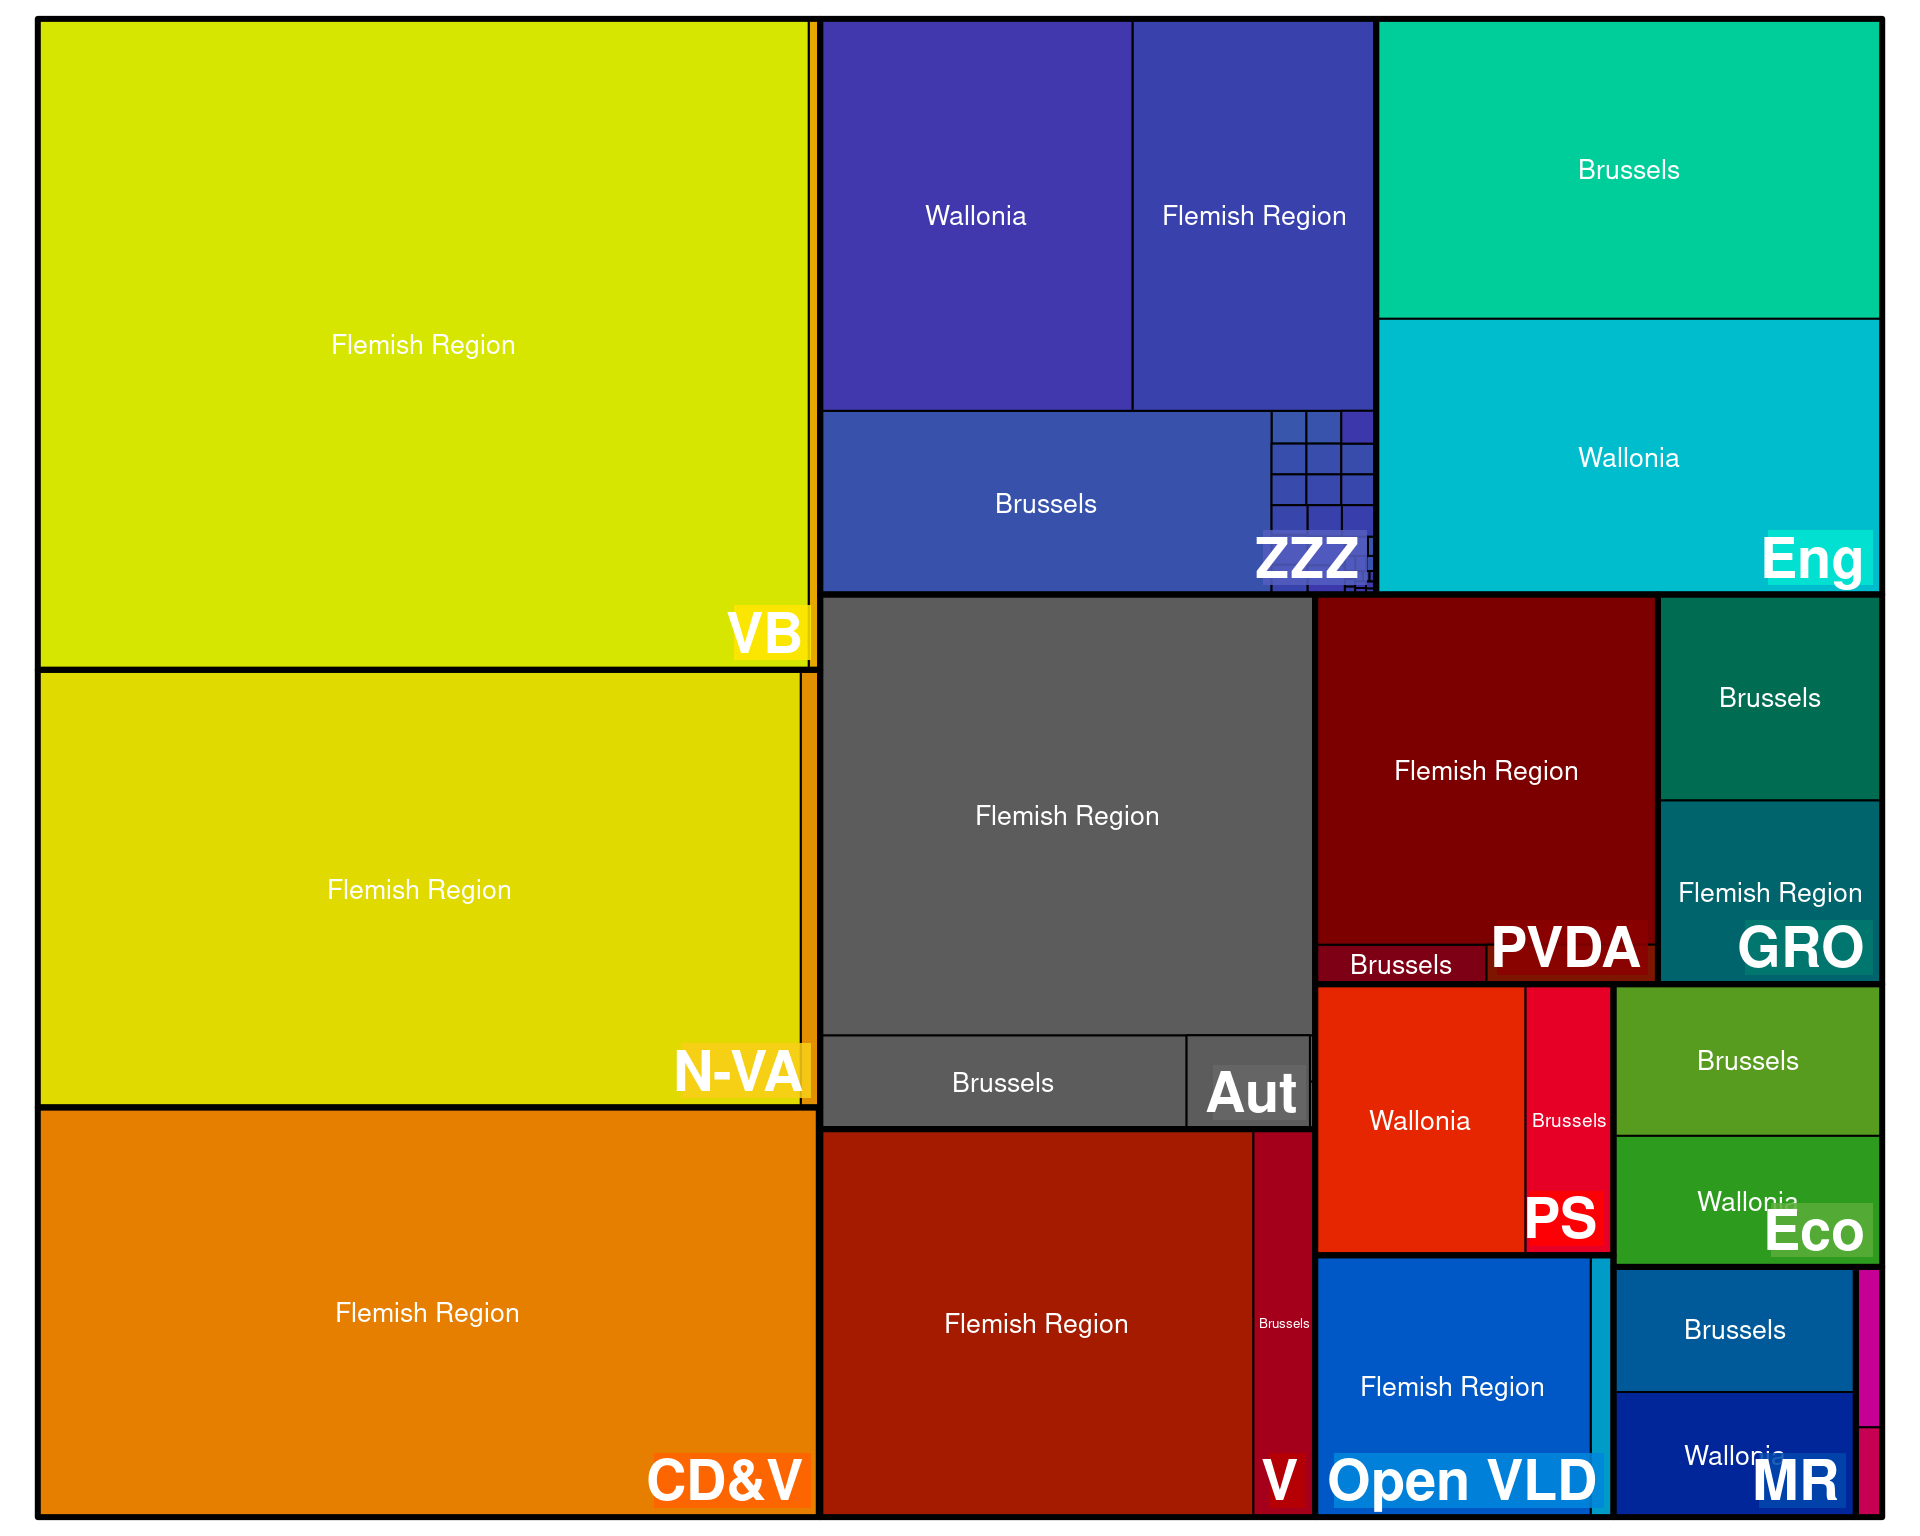 Flemish Region
VB
Flemish Region
N-VA
Flemish Region
CD&V
Wallonia
Flemish Region
Brussels
ZZZ
Brussels
Wallonia
Eng
Flemish Region
Brussels
Aut
Flemish Region
Brussels
V
Flemish Region
Brussels
PVDA
Brussels
Flemish Region
GRO
Wallonia
Brussels
PS
Brussels
Wallonia
Eco
Flemish Region
Open VLD
Brussels
Wallonia
MR